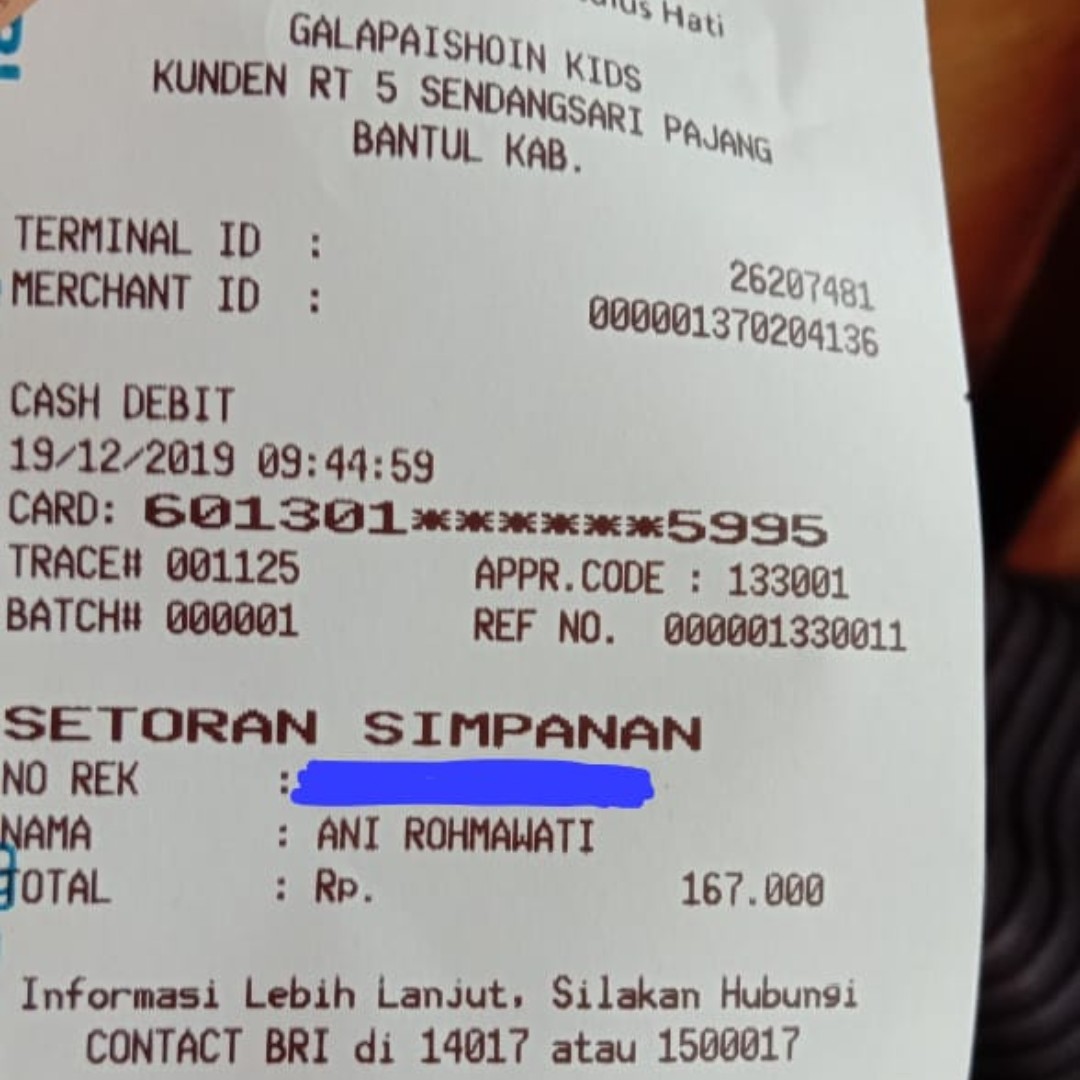 Hati
GALAPAISHOIN KIDS
KUNDEN RT 5 SENDANGSARI PAJANG
BANTUL KAB.
TERMINAL ID : 26207481
MERCHANT ID : 000001370204136
CASH DEBIT
19/12/2019 09:44:59
CARD: 601301******5995
TRACE# 001125 APPR.CODE : 133001
BATCH# 000001 REF NO. 000001330011
SETORAN SIMPANAN
NO REK :
NAMA : ANI ROHMAWATI
TOTAL : Rp. 167.000
Informasi Lebih Lanjut, Silakan Hubungi
CONTACT BRI di 14017 atau 1500017